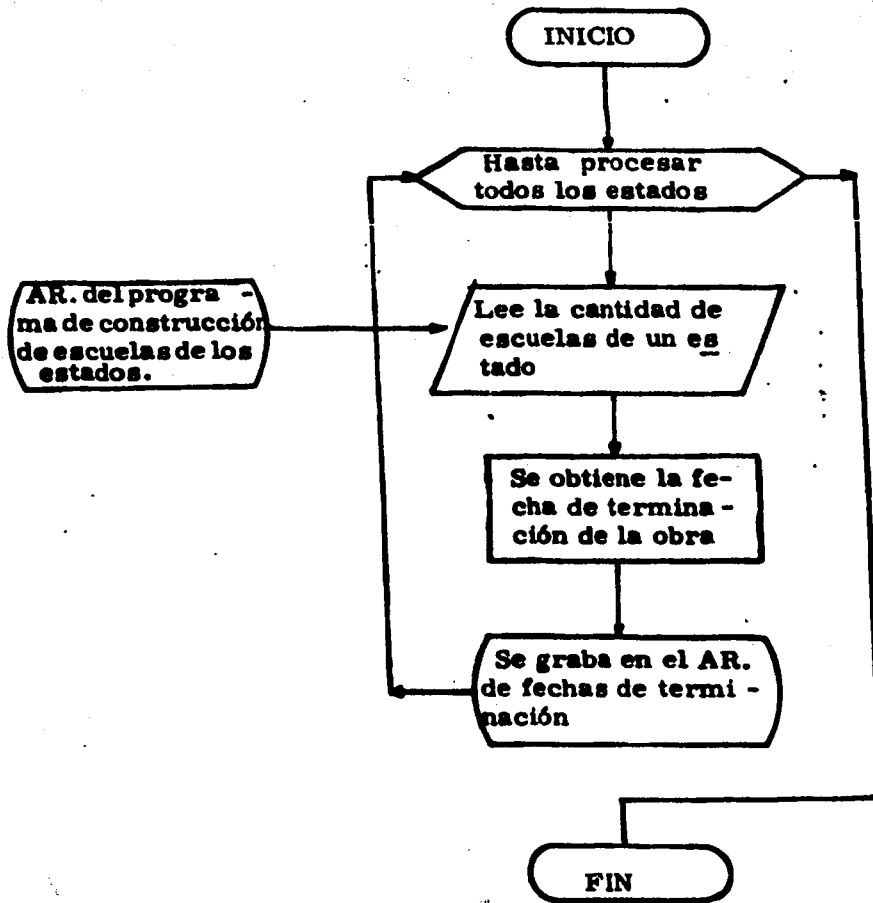 INICIO
Hasta procesar
todos los estados
AR. del progra -
ma de construcción
de escuelas de los
estados.
Lee la cantidad de
escuelas de un es
tado
Se obtiene la fe-
cha de termina -
ción de la obra
Se graba en el AR.
de fechas de termi -
nación
FIN